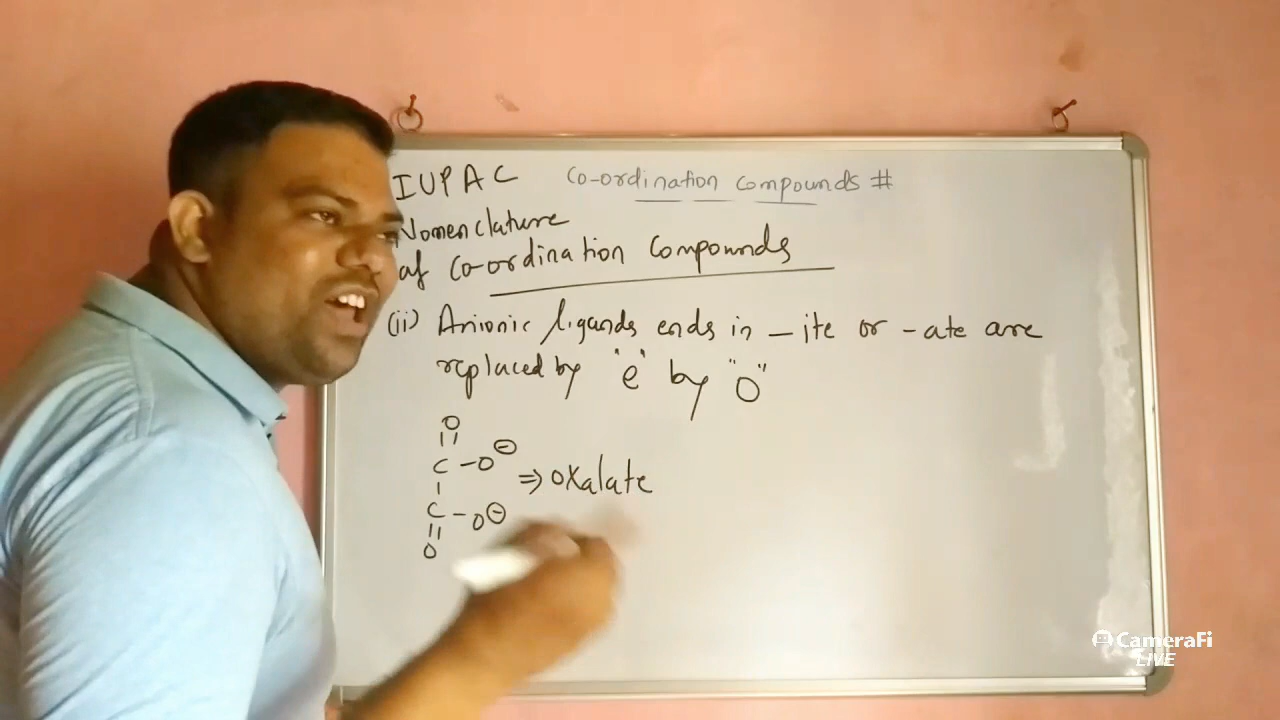 IUPAC Co-ordination compounds #
Nomenclature
of Co-ordination Compounds
(ii) Anionic ligands ends in -ite or -ate are
replaced by "e" by "O"
O
||
C - O⊖
|
⇒ oxalate
C - O⊖
||
O
CameraFi
LIVE